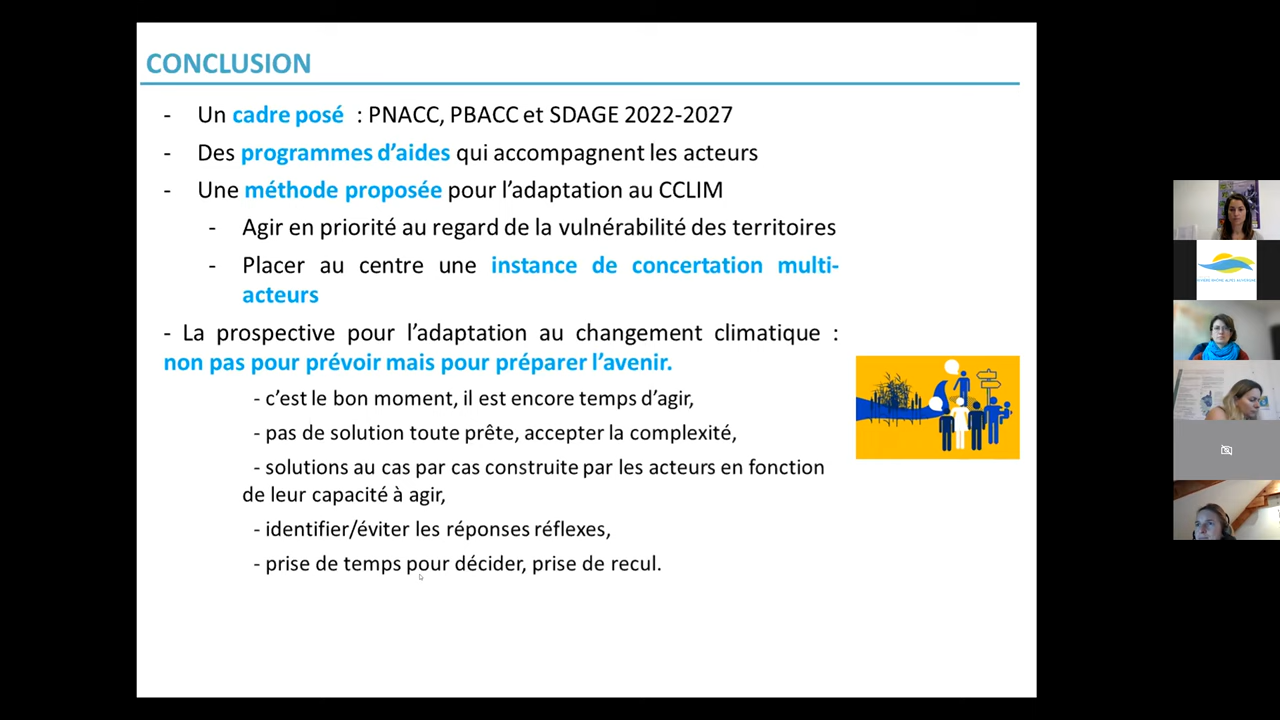 CONCLUSION
- Un cadre posé : PNACC, PBACC et SDAGE 2022-2027
- Des programmes d’aides qui accompagnent les acteurs
- Une méthode proposée pour l’adaptation au CCLIM
- Agir en priorité au regard de la vulnérabilité des territoires
- Placer au centre une instance de concertation multi-
acteurs
- La prospective pour l’adaptation au changement climatique :
non pas pour prévoir mais pour préparer l’avenir.
- c’est le bon moment, il est encore temps d’agir,
- pas de solution toute prête, accepter la complexité,
- solutions au cas par cas construite par les acteurs en fonction
de leur capacité à agir,
- identifier/éviter les réponses réflexes,
- prise de temps pour décider, prise de recul.